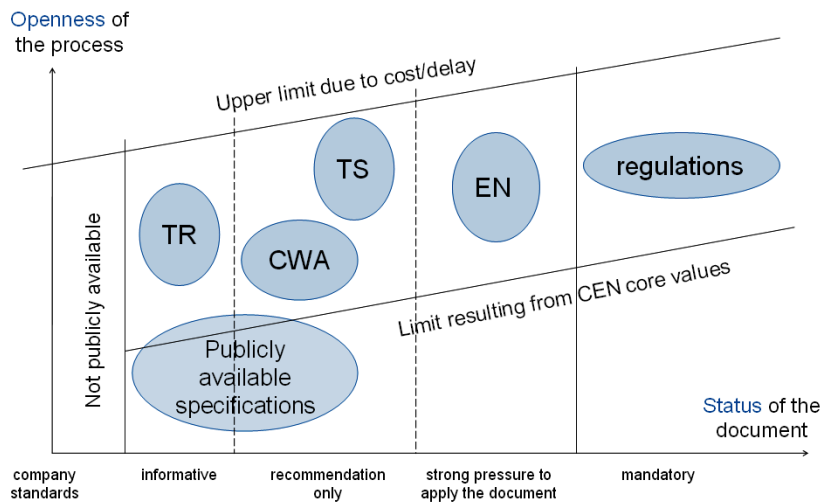 Openness of
the process
Upper limit due to cost/delay
TS
regulations
EN
TR
CWA
Not publicly available
Limit resulting from CEN core values
Publicly
available
specifications
Status of the
document
company
standards
informative
recommendation
only
strong pressure to
apply the document
mandatory